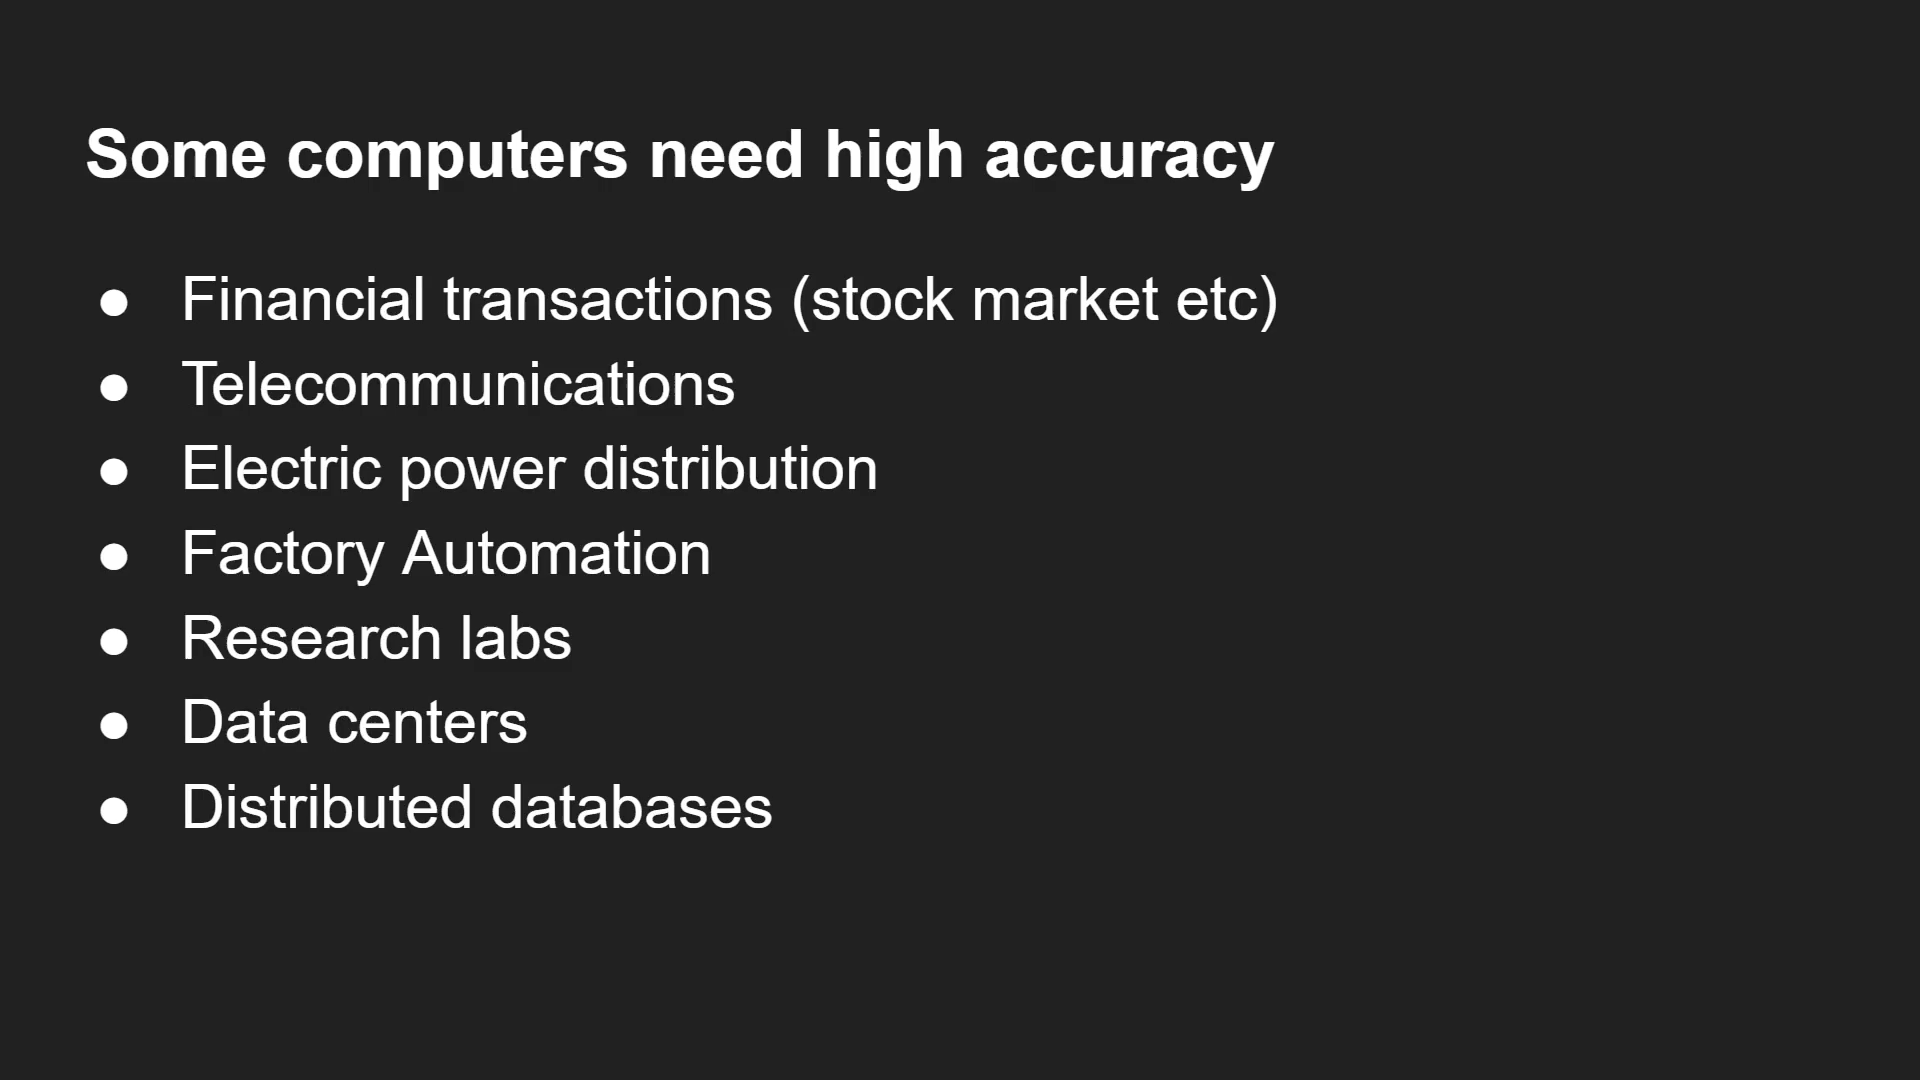 Some computers need high accuracy
● Financial transactions (stock market etc)
● Telecommunications
● Electric power distribution
● Factory Automation
● Research labs
● Data centers
● Distributed databases